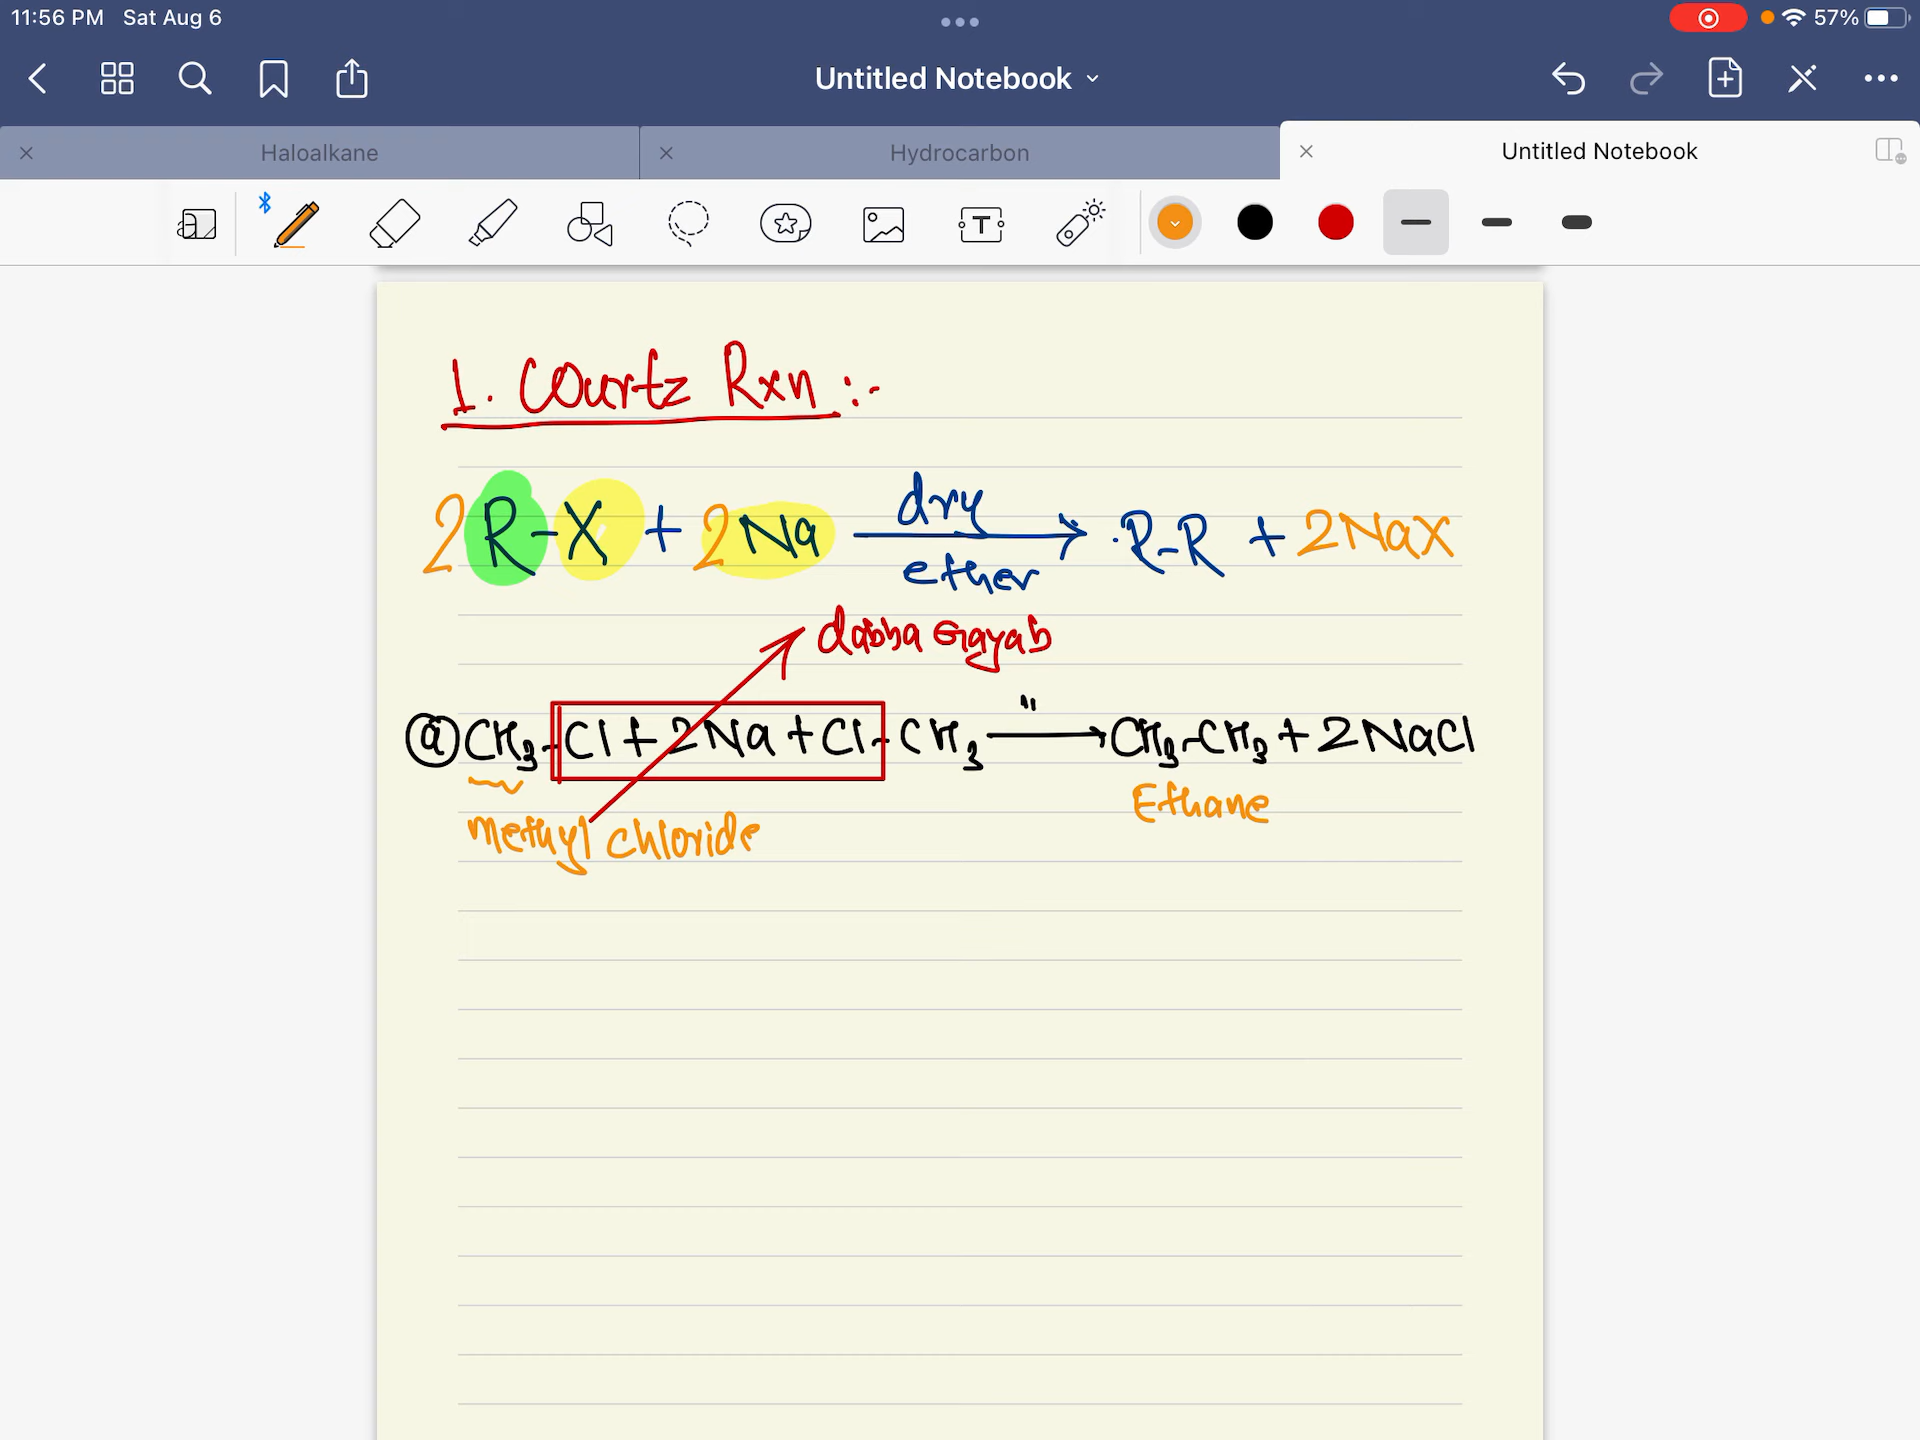 11:56 PM Sat Aug 6 57%
Untitled Notebook
Haloalkane Hydrocarbon Untitled Notebook
1. Wurtz Rxn :-
2R-X + 2Na dry ether → R-R + 2NaX
dabba Gayab
ⓐ CH₃-Cl + 2Na + Cl-CH₃ " → CH₃-CH₃ + 2NaCl
methyl chloride Ethane